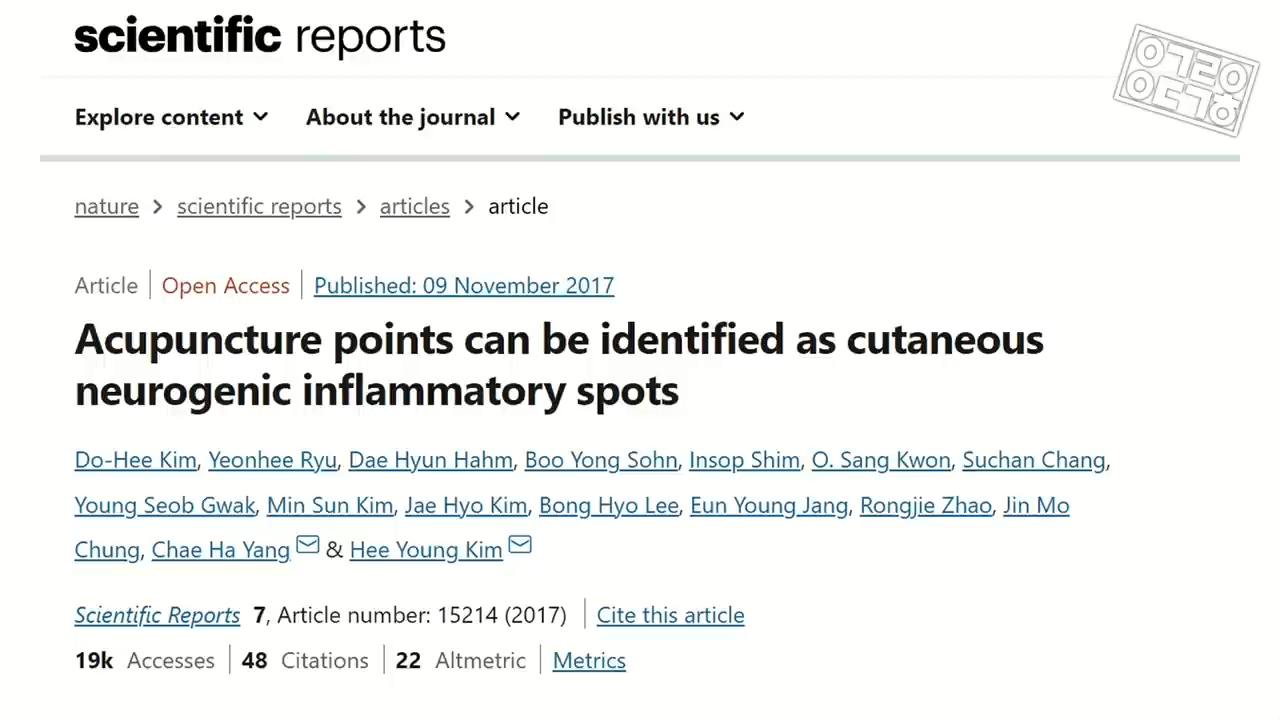 scientific reports
Explore content
About the journal
Publish with us
nature > scientific reports > articles > article
Article | Open Access | Published: 09 November 2017
Acupuncture points can be identified as cutaneous
neurogenic inflammatory spots
Do-Hee Kim, Yeonhee Ryu, Dae Hyun Hahm, Boo Yong Sohn, Insop Shim, O. Sang Kwon, Suchan Chang,
Young Seob Gwak, Min Sun Kim, Jae Hyo Kim, Bong Hyo Lee, Eun Young Jang, Rongjie Zhao, Jin Mo
Chung, Chae Ha Yang & Hee Young Kim
Scientific Reports 7, Article number: 15214 (2017) | Cite this article
19k Accesses | 48 Citations | 22 Altmetric | Metrics